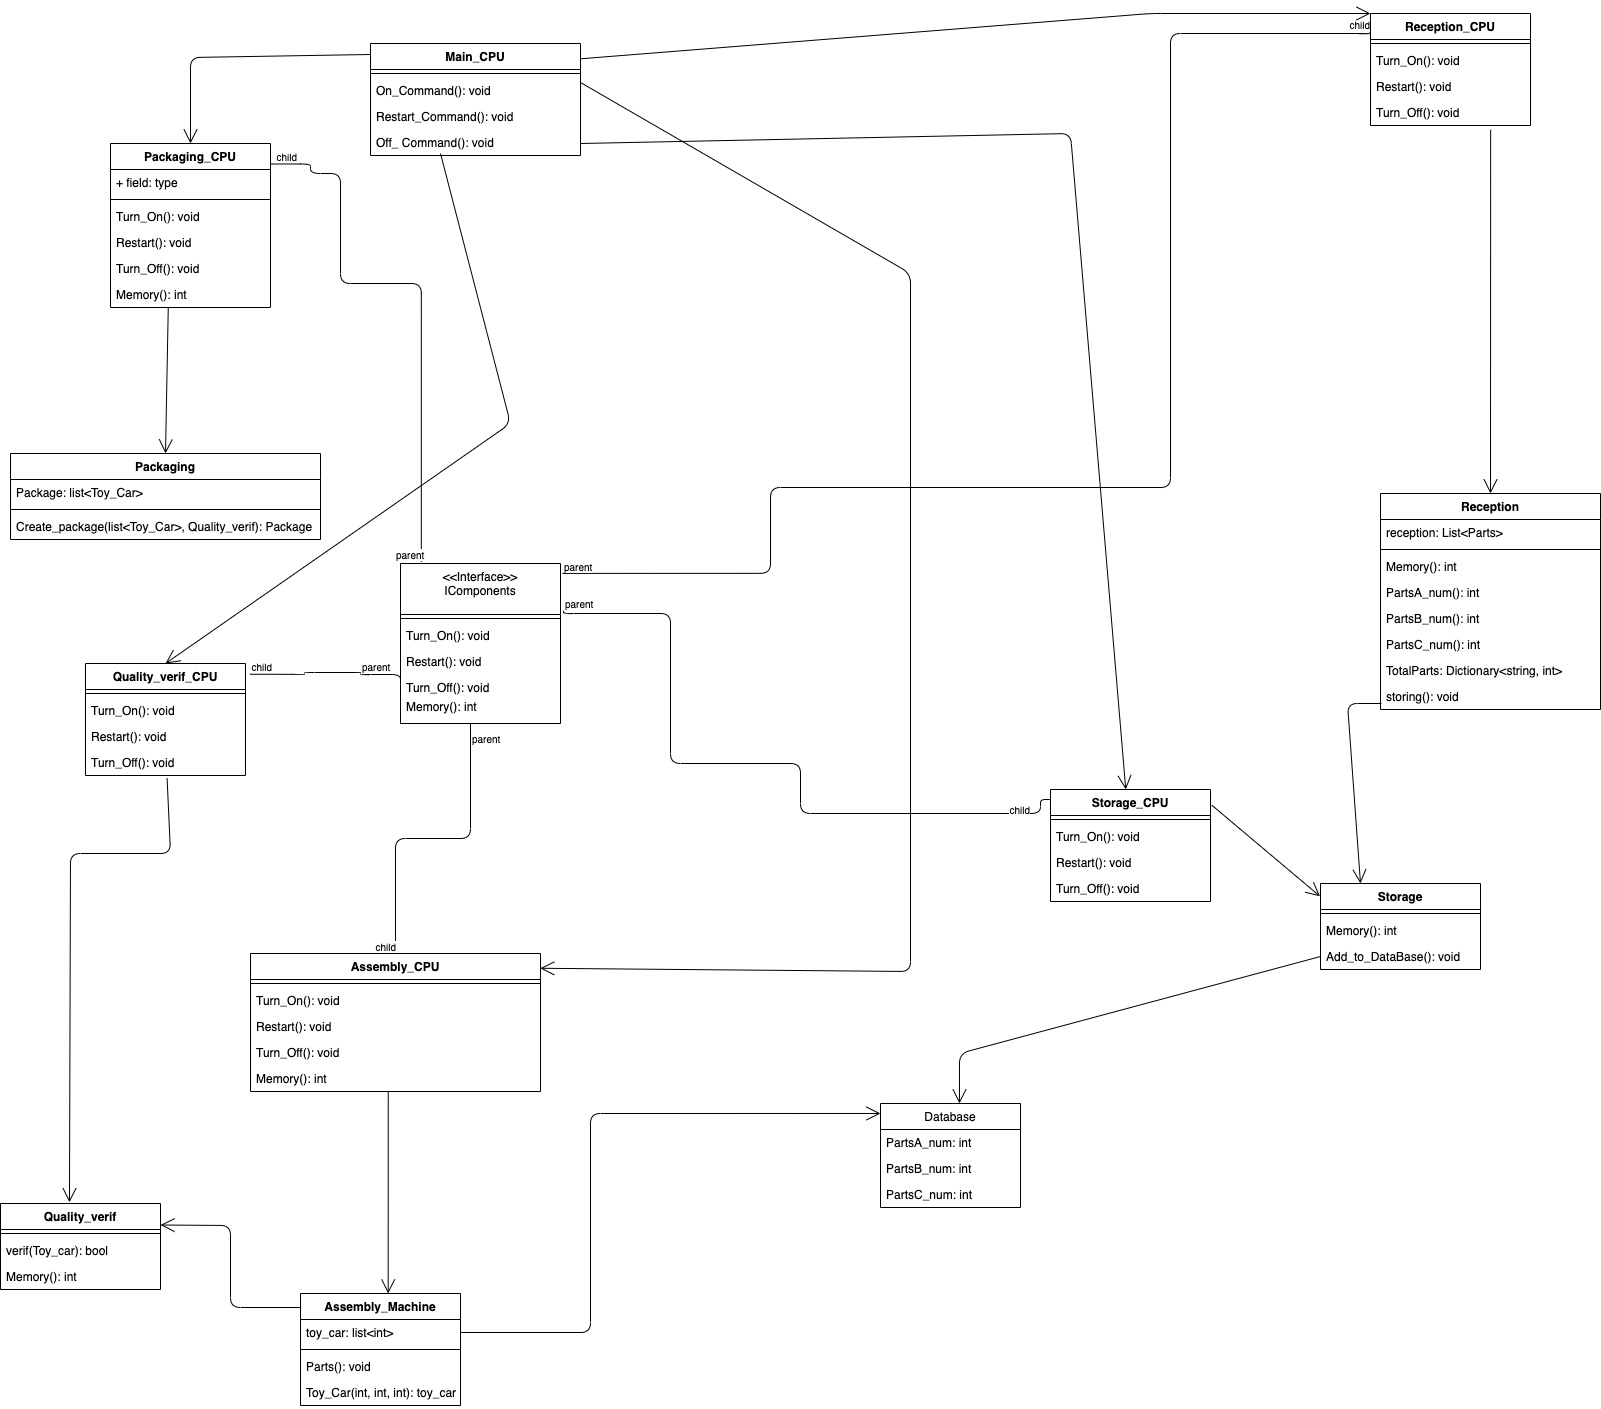 Main_CPU
On_Command(): void
Restart_Command(): void
Off_ Command(): void
child
Reception_CPU
Turn_On(): void
Restart(): void
Turn_Off(): void
Packaging_CPU
+ field: type
Turn_On(): void
Restart(): void
Turn_Off(): void
Memory(): int
child
Packaging
Package: list<Toy_Car>
Create_package(list<Toy_Car>, Quality_verif): Package
parent
<<Interface>>
IComponents
Turn_On(): void
Restart(): void
Turn_Off(): void
Memory(): int
parent
parent
parent
parent
child
Quality_verif_CPU
Turn_On(): void
Restart(): void
Turn_Off(): void
Reception
reception: List<Parts>
Memory(): int
PartsA_num(): int
PartsB_num(): int
PartsC_num(): int
TotalParts: Dictionary<string, int>
storing(): void
child
Storage_CPU
Turn_On(): void
Restart(): void
Turn_Off(): void
Storage
Memory(): int
Add_to_DataBase(): void
child
Assembly_CPU
Turn_On(): void
Restart(): void
Turn_Off(): void
Memory(): int
Database
PartsA_num: int
PartsB_num: int
PartsC_num: int
Quality_verif
verif(Toy_car): bool
Memory(): int
Assembly_Machine
toy_car: list<int>
Parts(): void
Toy_Car(int, int, int): toy_car